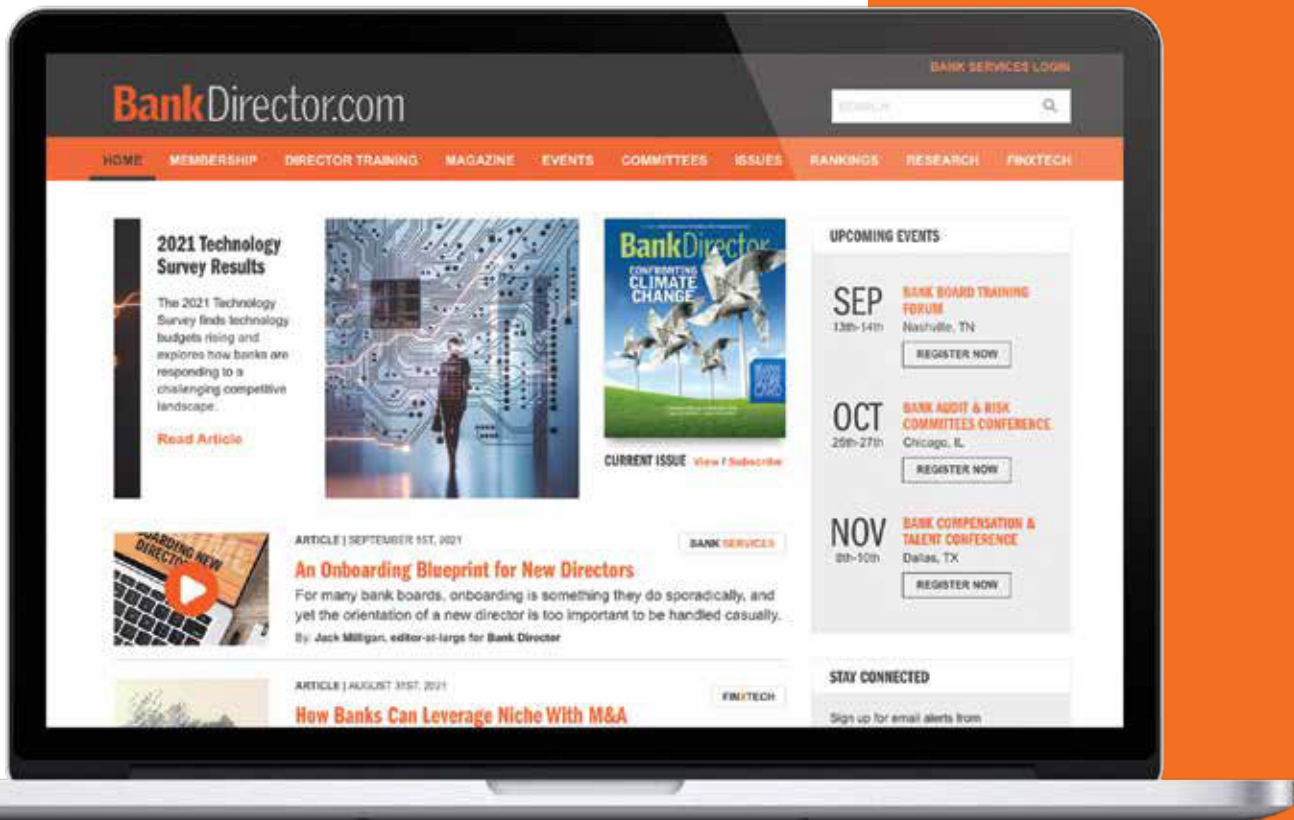 BANK SERVICES LOGIN
BankDirector.com
SEARCH
HOME MEMBERSHIP DIRECTOR TRAINING MAGAZINE EVENTS COMMITTEES ISSUES RANKINGS RESEARCH FINXTECH
2021 Technology
Survey Results
The 2021 Technology
Survey finds technology
budgets rising and
explores how banks are
responding to a
challenging competitive
landscape.
Read Article
BankDirector
CONFRONTING
CLIMATE
CHANGE
CURRENT ISSUE View / Subscribe
ARTICLE | SEPTEMBER 1ST, 2021
BANK SERVICES
ONBOARDING NEW
DIRECTO
An Onboarding Blueprint for New Directors
For many bank boards, onboarding is something they do sporadically, and
yet the orientation of a new director is too important to be handled casually.
By: Jack Milligan, editor-at-large for Bank Director
ARTICLE | AUGUST 31ST, 2021
FINXTECH
How Banks Can Leverage Niche With M&A
UPCOMING EVENTS
SEP
13th-14th
BANK BOARD TRAINING
FORUM
Nashville, TN
REGISTER NOW
OCT
25th-27th
BANK AUDIT & RISK
COMMITTEES CONFERENCE
Chicago, IL
REGISTER NOW
NOV
8th-10th
BANK COMPENSATION &
TALENT CONFERENCE
Dallas, TX
REGISTER NOW
STAY CONNECTED
Sign up for email alerts from